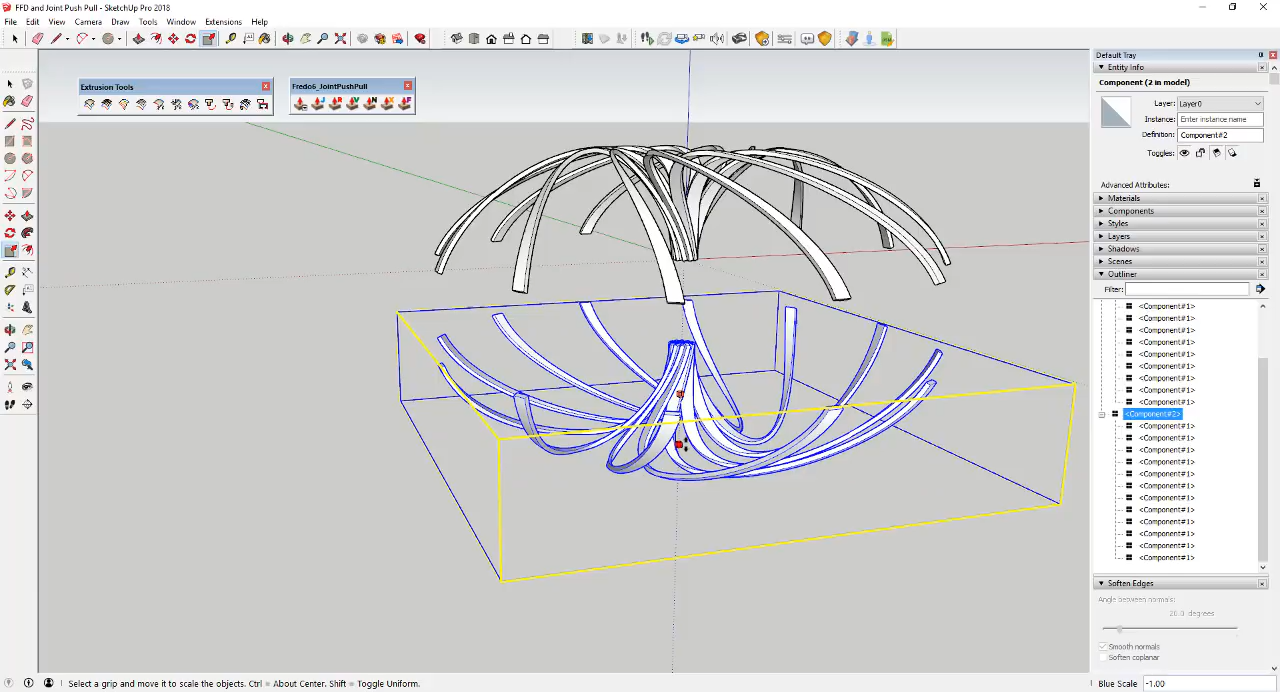 FFD and Joint Push Pull - SketchUp Pro 2018
File Edit View Camera Draw Tools Window Extensions Help
Extrusion Tools
Fredo6_JointPushPull
J R V N X F
Default Tray
Entity Info
Component (2 in model)
Layer: Layer0
Instance: Enter instance name
Definition: Component#2
Toggles:
Advanced Attributes:
Materials
Components
Styles
Layers
Shadows
Scenes
Outliner
Filter:
<Component#1>
<Component#1>
<Component#1>
<Component#1>
<Component#1>
<Component#1>
<Component#1>
<Component#1>
<Component#1>
<Component#2>
<Component#1>
<Component#1>
<Component#1>
<Component#1>
<Component#1>
<Component#1>
<Component#1>
<Component#1>
<Component#1>
<Component#1>
<Component#1>
<Component#1>
Soften Edges
Angle between normals:
20.0 degrees
Smooth normals
Soften coplanar
Select a grip and move it to scale the objects. Ctrl = About Center. Shift = Toggle Uniform.
Blue Scale -1.00